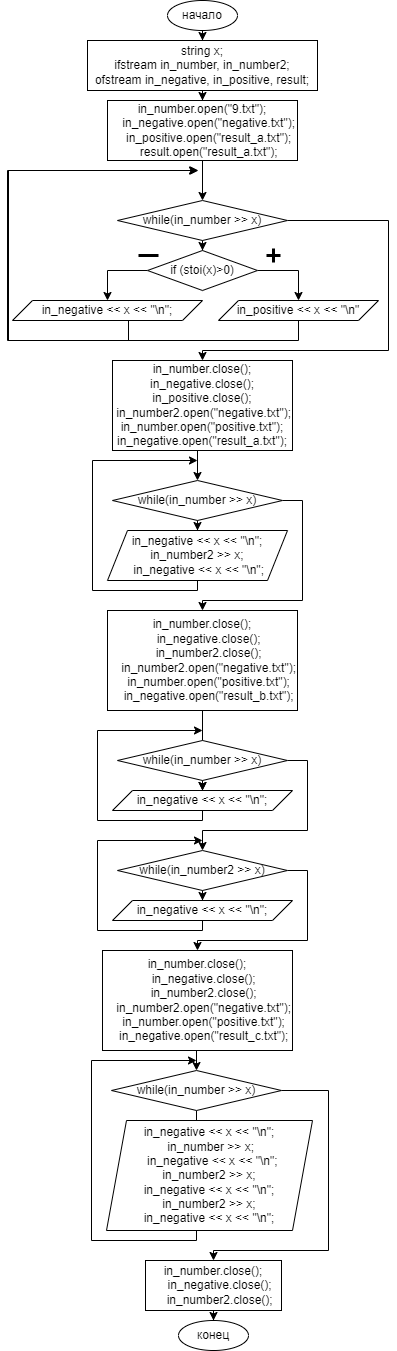 начало
string x;
ifstream in_number, in_number2;
ofstream in_negative, in_positive, result;
in_number.open("9.txt");
in_negative.open("negative.txt");
in_positive.open("result_a.txt");
result.open("result_a.txt");
while(in_number >> x)
—
+
if (stoi(x)>0)
in_negative << x << "\n";
in_positive << x << "\n"
in_number.close();
in_negative.close();
in_positive.close();
in_number2.open("negative.txt");
in_number.open("positive.txt");
in_negative.open("result_a.txt");
while(in_number >> x)
in_negative << x << "\n";
in_number2 >> x;
in_negative << x << "\n";
in_number.close();
in_negative.close();
in_number2.close();
in_number2.open("negative.txt");
in_number.open("positive.txt");
in_negative.open("result_b.txt");
while(in_number >> x)
in_negative << x << "\n";
while(in_number2 >> x)
in_negative << x << "\n";
in_number.close();
in_negative.close();
in_number2.close();
in_number2.open("negative.txt");
in_number.open("positive.txt");
in_negative.open("result_c.txt");
while(in_number >> x)
in_negative << x << "\n";
in_number >> x;
in_negative << x << "\n";
in_number2 >> x;
in_negative << x << "\n";
in_number2 >> x;
in_negative << x << "\n";
in_number.close();
in_negative.close();
in_number2.close();
конец